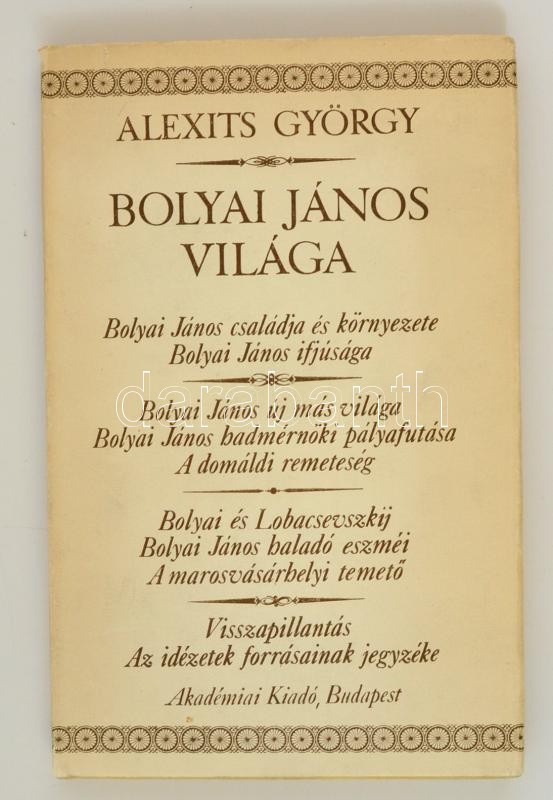 ALEXITS GYÖRGY
BOLYAI JÁNOS
VILÁGA
Bolyai János családja és környezete
Bolyai János ifjúsága
darabanth
Bolyai János új más világa
Bolyai János hadmérnöki pályafutása
A domáldi remeteség
Bolyai és Lobacsevszkij
Bolyai János haladó eszméi
A marosvásárhelyi temető
Visszapillantás
Az idézetek forrásainak jegyzéke
Akadémiai Kiadó, Budapest